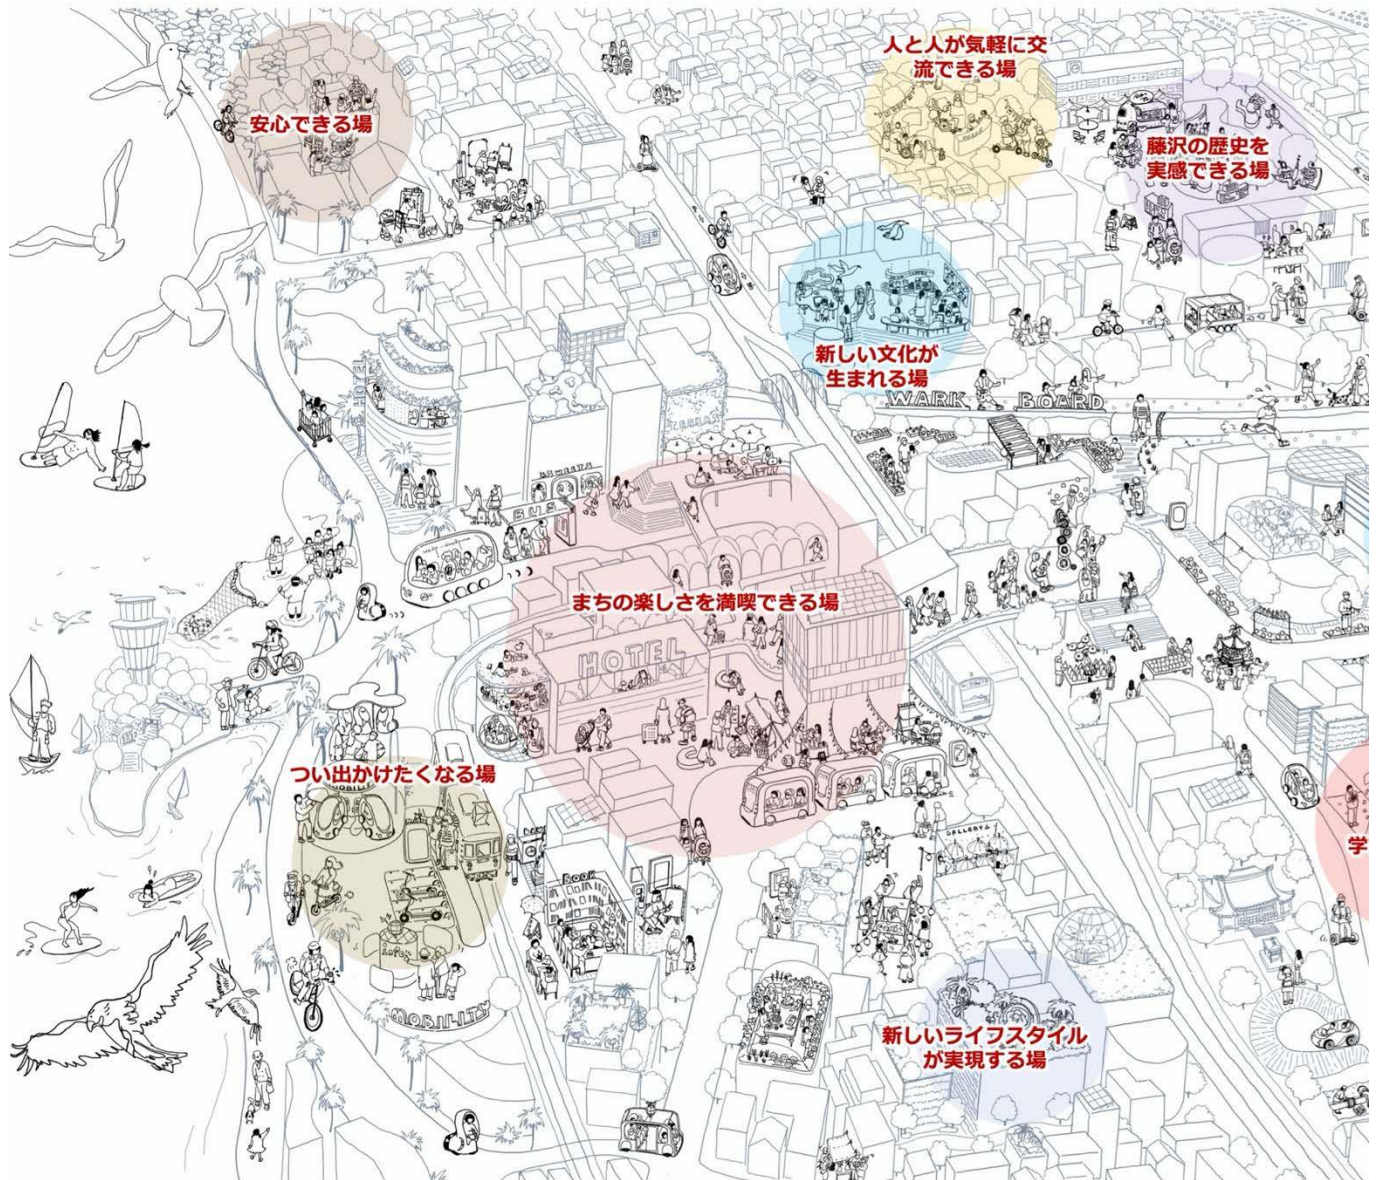 人と人が気軽に交
流できる場
安心できる場
藤沢の歴史を
実感できる場
新しい文化が
生まれる場
WARK BOARD
BUS
まちの楽しさを満喫できる場
HOTEL
つい出かけたくなる場
MOBILITY
GALLERY
学
BOOK
INFO
MOBILITY
新しいライフスタイル
が実現する場